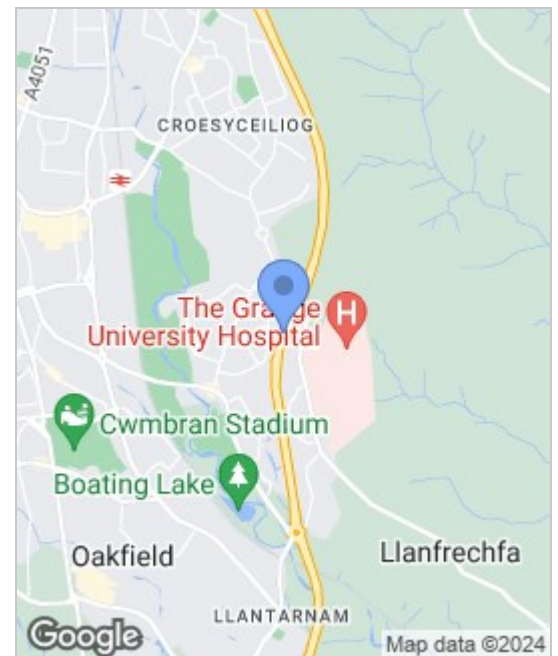 A4051
CROESYCEILIOG
The Grange
University Hospital
H
Cwmbran Stadium
Boating Lake
Oakfield
Llanfrechfa
LLANTARNAM
Google
Map data ©2024